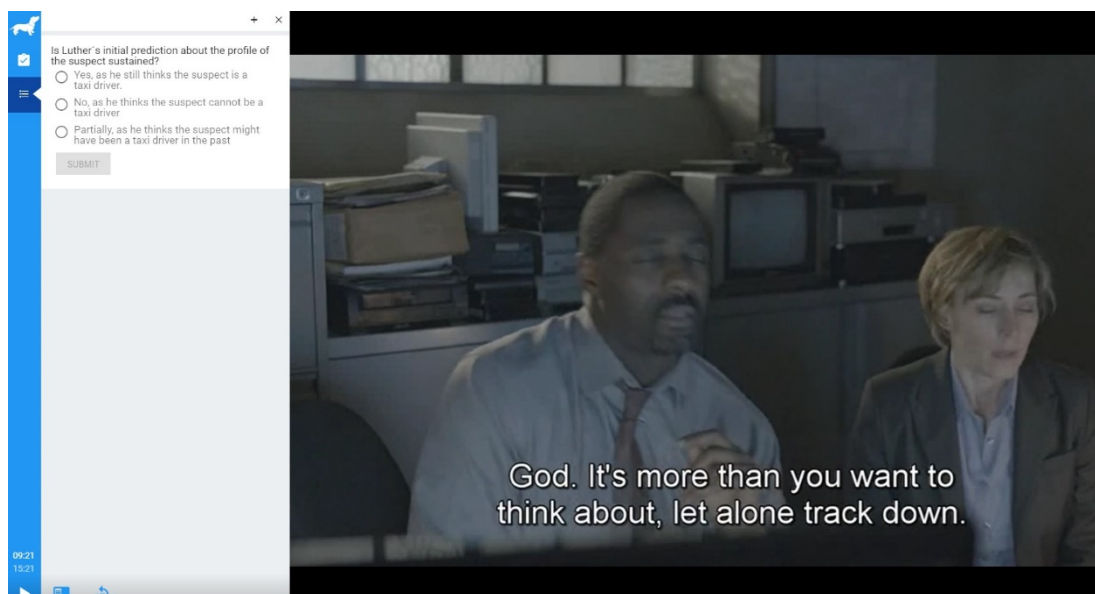 Is Luther´s initial prediction about the profile of
the suspect sustained?
Yes, as he still thinks the suspect is a
taxi driver.
No, as he thinks the suspect cannot be a
taxi driver
Partially, as he thinks the suspect might
have been a taxi driver in the past
SUBMIT
God. It's more than you want to
think about, let alone track down.
09:21
15:21